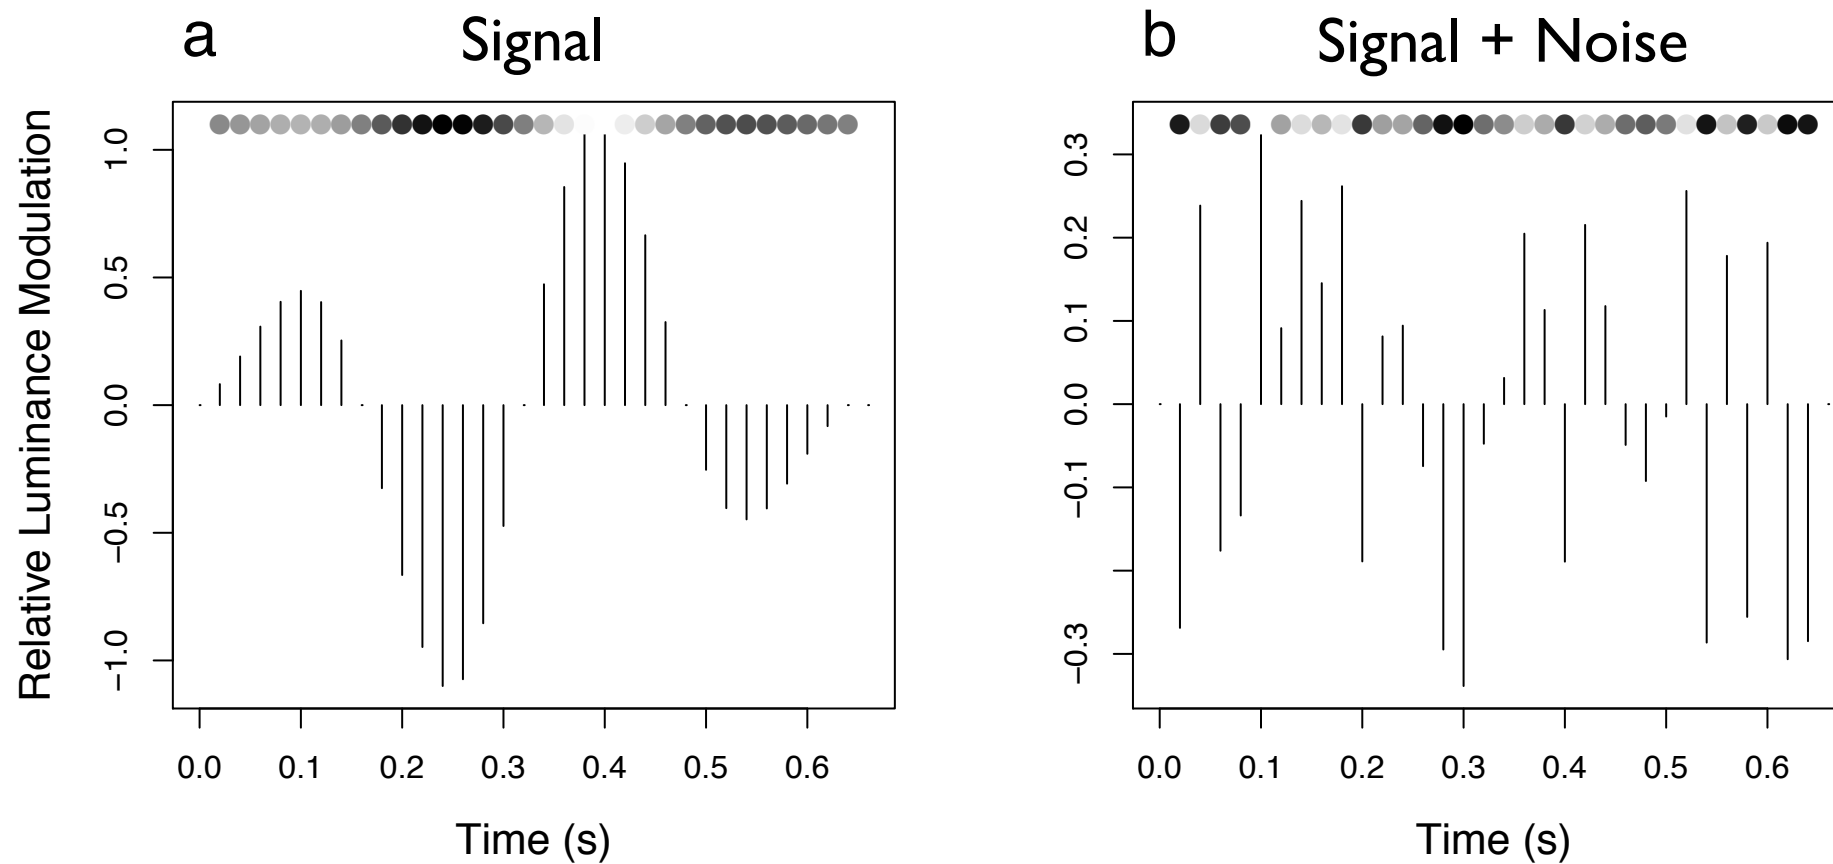 a Signal
Relative Luminance Modulation
1.0
0.5
0.0
−0.5
−1.0
0.0 0.1 0.2 0.3 0.4 0.5 0.6
Time (s)
b Signal + Noise
0.3
0.2
0.1
0.0
−0.1
−0.3
0.0 0.1 0.2 0.3 0.4 0.5 0.6
Time (s)